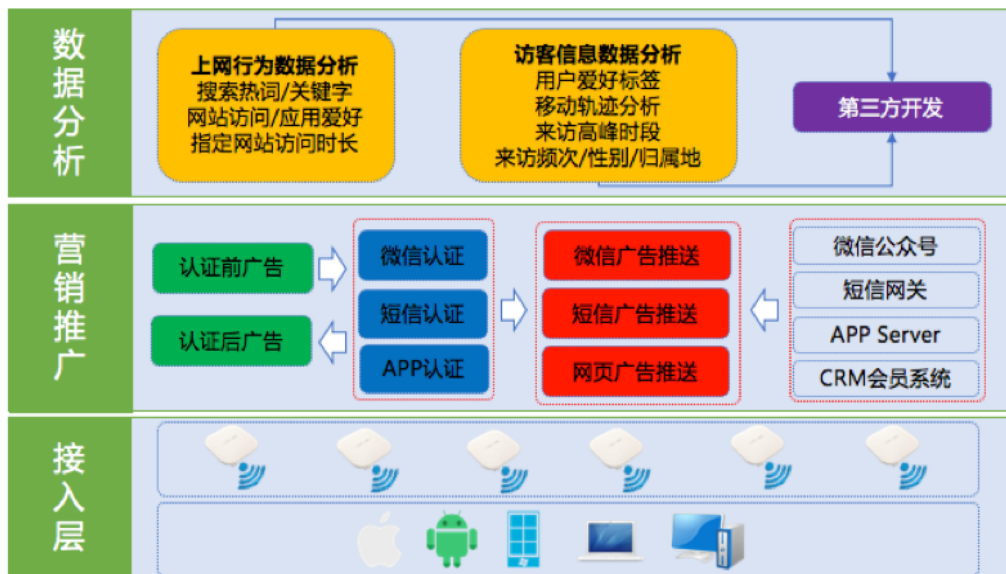 数据分析
上网行为数据分析
搜索热词/关键字
网站访问/应用爱好
指定网站访问时长
访客信息数据分析
用户爱好标签
移动轨迹分析
来访高峰时段
来访频次/性别/归属地
第三方开发
营销推广
认证前广告
认证后广告
微信认证
短信认证
APP认证
微信广告推送
短信广告推送
网页广告推送
微信公众号
短信网关
APP Server
CRM会员系统
接入层